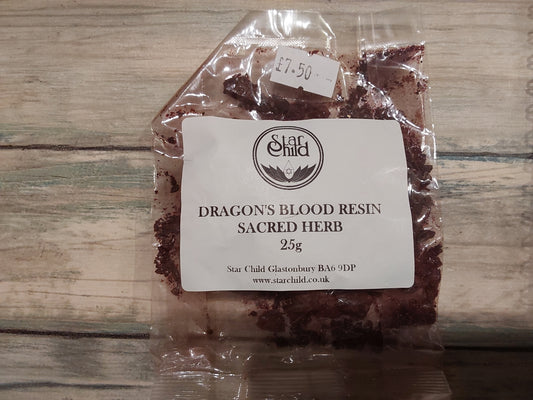 £7.50
Star
Child
DRAGON'S BLOOD RESIN
SACRED HERB
25g
Star Child Glastonbury BA6 9DP
www.starchild.co.uk